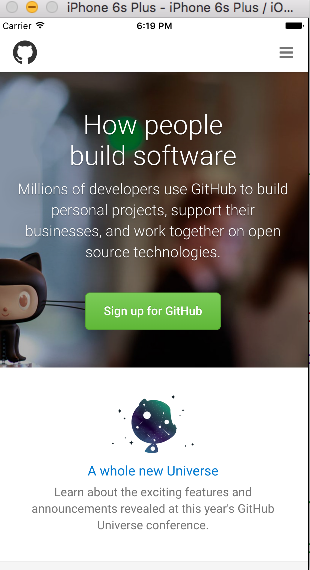 iPhone 6s Plus - iPhone 6s Plus / iO...
Carrier 6:19 PM
How people
build software
Millions of developers use GitHub to build
personal projects, support their
businesses, and work together on open
source technologies.
Sign up for GitHub
A whole new Universe
Learn about the exciting features and
announcements revealed at this year's GitHub
Universe conference.